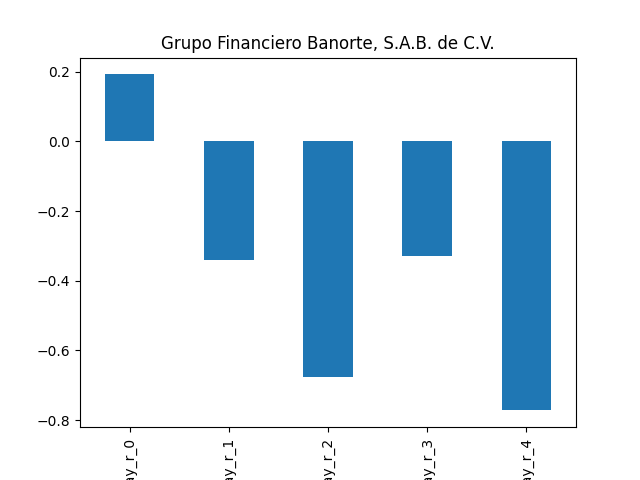 Grupo Financiero Banorte, S.A.B. de C.V.
0.2
0.0
−0.2
−0.4
−0.6
−0.8
ay_r_0
ay_r_1
ay_r_2
ay_r_3
ay_r_4